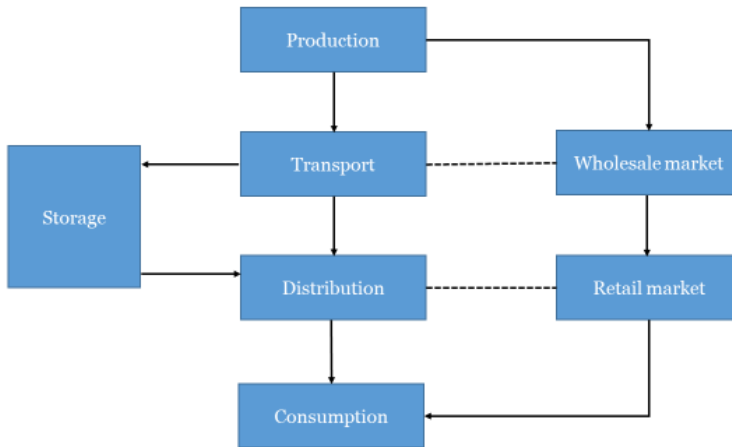 Production
Transport
Wholesale market
Storage
Distribution
Retail market
Consumption